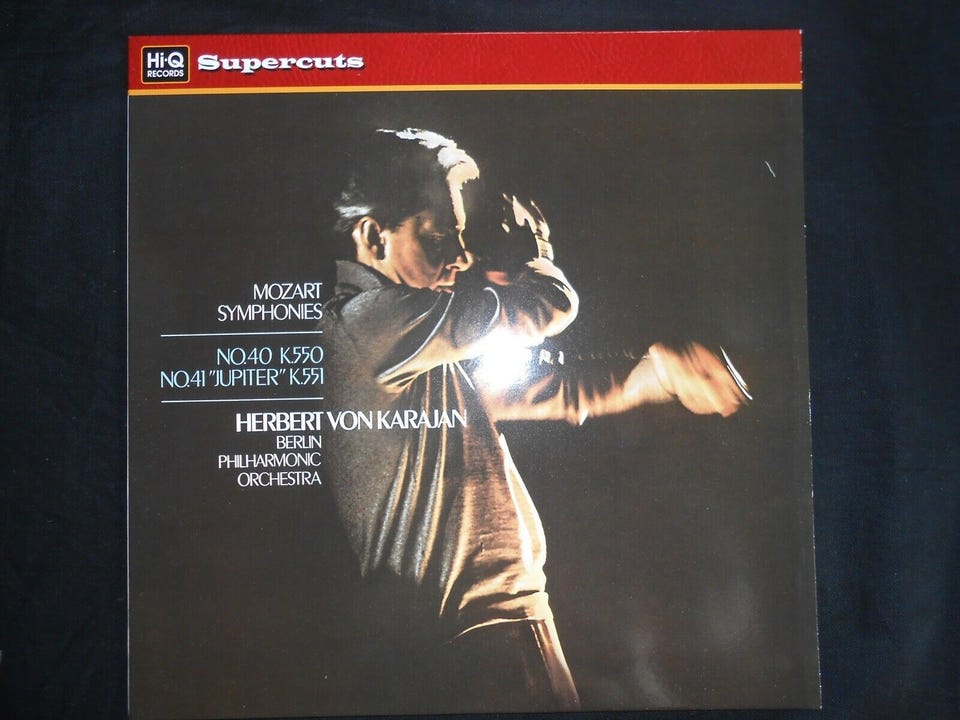 Hi-Q
RECORDS
Supercuts
MOZART
SYMPHONIES
NO.40 K.550
NO.41 "JUPITER" K.551
HERBERT VON KARAJAN
BERLIN
PHILHARMONIC
ORCHESTRA